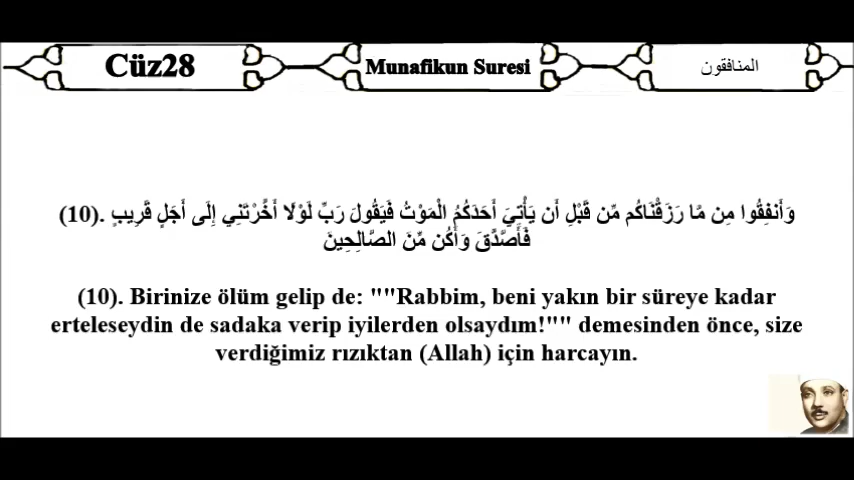 Cüz28
Munafikun Suresi
المنافقون
(10). وَأَنفِقُوا مِن مَّا رَزَقْنَاكُم مِّن قَبْلِ أَن يَأْتِيَ أَحَدَكُمُ الْمَوْتُ فَيَقُولَ رَبِّ لَوْلَا أَخَّرْتَنِي إِلَى أَجَلٍ قَرِيبٍ
فَأَصَّدَّقَ وَأَكُن مِّنَ الصَّالِحِينَ
(10). Birinize ölüm gelip de: ""Rabbim, beni yakın bir süreye kadar
erteleseydin de sadaka verip iyilerden olsaydım!"" demesinden önce, size
verdiğimiz rızıktan (Allah) için harcayın.